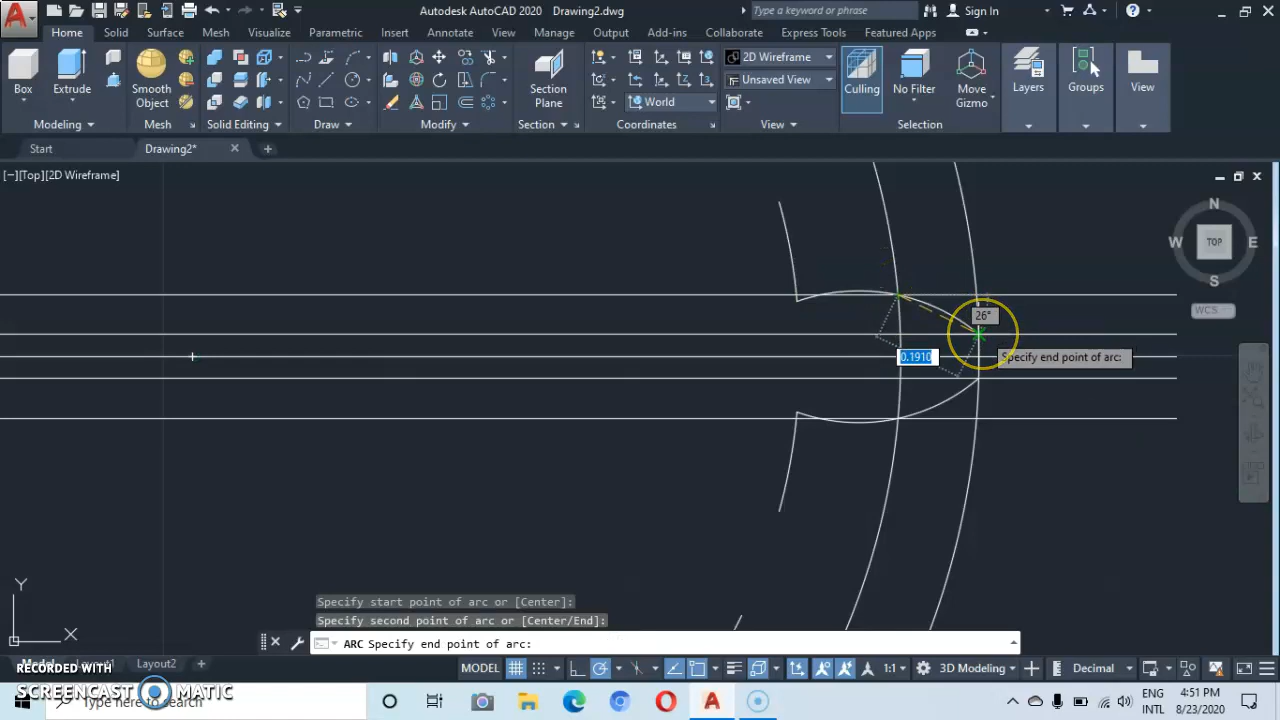 Autodesk AutoCAD 2020 Drawing2.dwg
Type a keyword or phrase
Sign In
Home Solid Surface Mesh Visualize Parametric Insert Annotate View Manage Output Add-ins Collaborate Express Tools Featured Apps
Box
Extrude
Smooth
Object
Section
Plane
World
2D Wireframe
Unsaved View
Culling
No Filter
Move
Gizmo
Layers
Groups
View
Modeling
Mesh
Solid Editing
Draw
Modify
Section
Coordinates
View
Selection
Start
Drawing2*
[−][Top][2D Wireframe]
N
W TOP E
S
WCS
26°
0.1910
Specify end point of arc:
Y
X
Specify start point of arc or [Center]:
Specify second point of arc or [Center/End]:
ARC Specify end point of arc:
Layout2
MODEL
1:1
3D Modeling
Decimal
RECORDED WITH
SCREENCAST MATIC
Type here to search
ENG
INTL
4:51 PM
8/23/2020